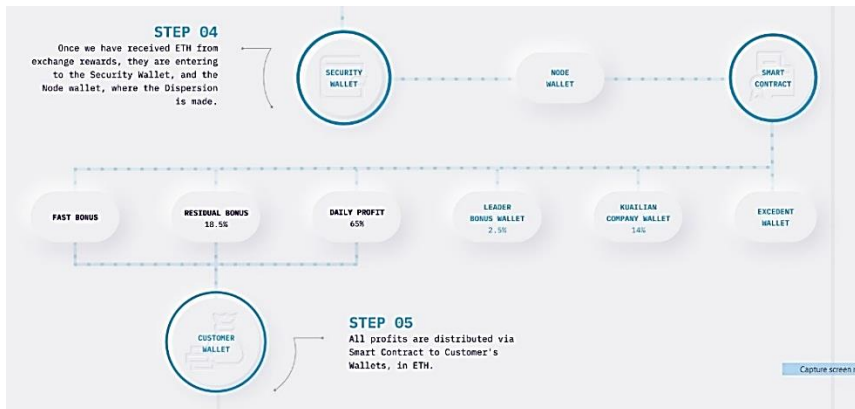 STEP 04
Once we have received ETH from
exchange rewards, they are entering
to the Security Wallet, and the
Node wallet, where the Dispersion
is made.
SECURITY
WALLET
NODE
WALLET
SMART
CONTRACT
FAST BONUS
RESIDUAL BONUS
18.5%
DAILY PROFIT
65%
LEADER
BONUS WALLET
2.5%
KUAILIAN
COMPANY WALLET
14%
EXCEDENT
WALLET
CUSTOMER
WALLET
STEP 05
All profits are distributed via
Smart Contract to Customer's
Wallets, in ETH.
Capture screen